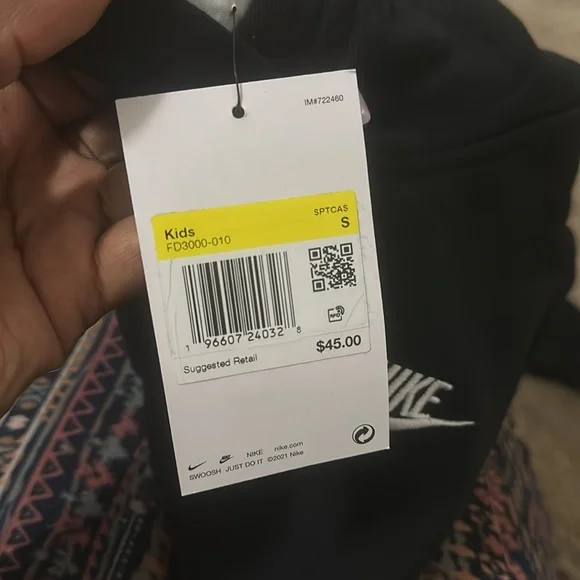 IM#722460
Kids SPTCAS
FD3000-010 S
RFID
1 96607 24032 8
Suggested Retail $45.00
NIKE nike.com
SWOOSH JUST DO IT ©2021 Nike
NIKE